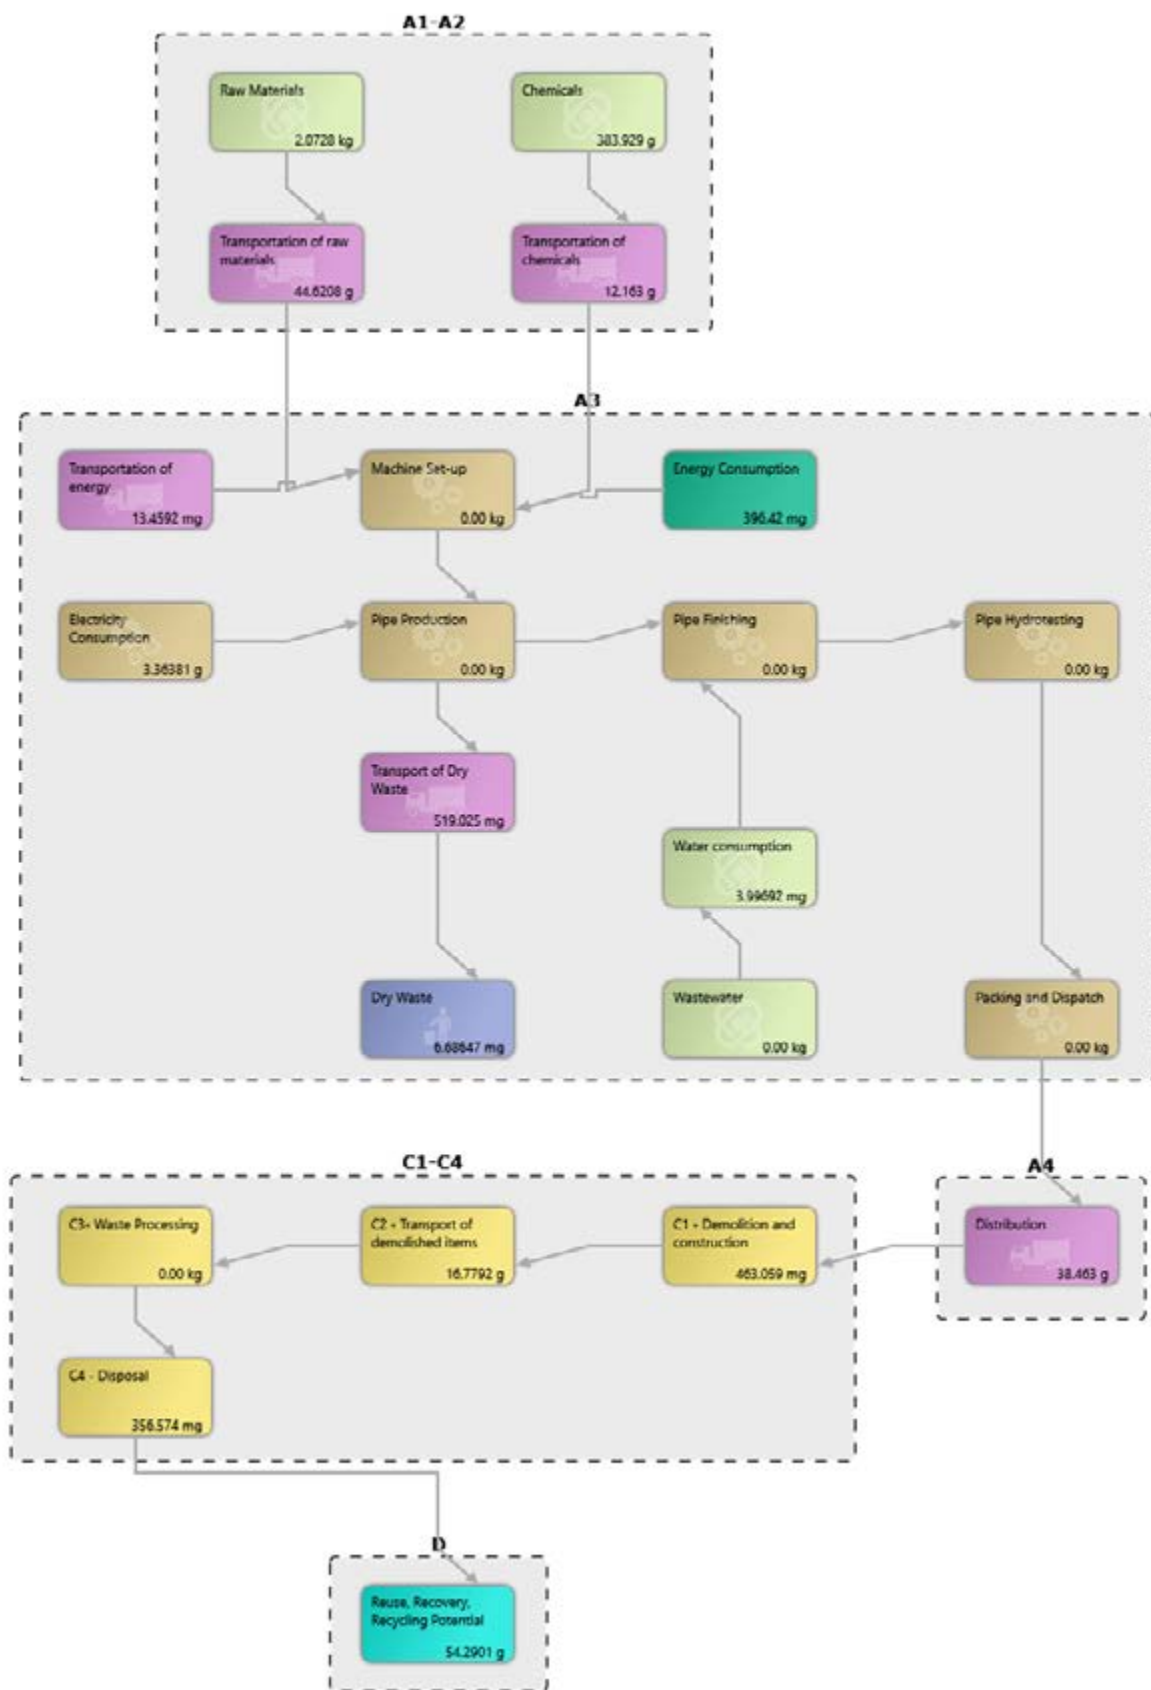 A1-A2
Raw Materials
2.0728 kg
Chemicals
383.929 g
Transportation of raw
materials
44.6208 g
Transportation of
chemicals
12.163 g
A3
Transportation of
energy
13.4592 mg
Machine Set-up
0.00 kg
Energy Consumption
396.42 mg
Electricity
Consumption
3.36381 g
Pipe Production
0.00 kg
Pipe Finishing
0.00 kg
Pipe Hydrotesting
0.00 kg
Transport of Dry
Waste
519.025 mg
Water consumption
3.99692 mg
Dry Waste
6.68647 mg
Wastewater
0.00 kg
Packing and Dispatch
0.00 kg
C1-C4
A4
C3- Waste Processing
0.00 kg
C2 - Transport of
demolished items
16.7792 g
C1 - Demolition and
construction
463.059 mg
Distribution
38.463 g
C4 - Disposal
356.574 mg
D
Reuse, Recovery,
Recycling Potential
54.2901 g